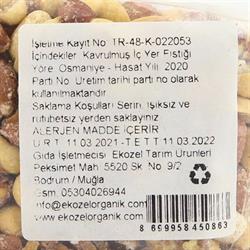 İşletme Kayıt No: TR-48-K-022053
İçindekiler: Kavrulmuş İç Yer Fıstığı
Yöre: Osmaniye - Hasat Yılı: 2020
Parti No: Üretim tarihi parti no olarak
kullanılmaktadır.
Saklama Koşulları: Serin, ışıksız ve
rutubetsiz yerden saklayınız.
ALERJEN MADDE İÇERİR
Ü.R.T: 11.03.2021 -T.E.T.T 11.03.2022
Gıda İşletmecisi: Ekozel Tarım Ürünleri
Peksimet Mah. 5520 Sk. No: 9/2
Bodrum / Muğla
Gsm: 05304026944
info@ekozelorganik.com
www.ekozelorganik.com
8 659958 450863